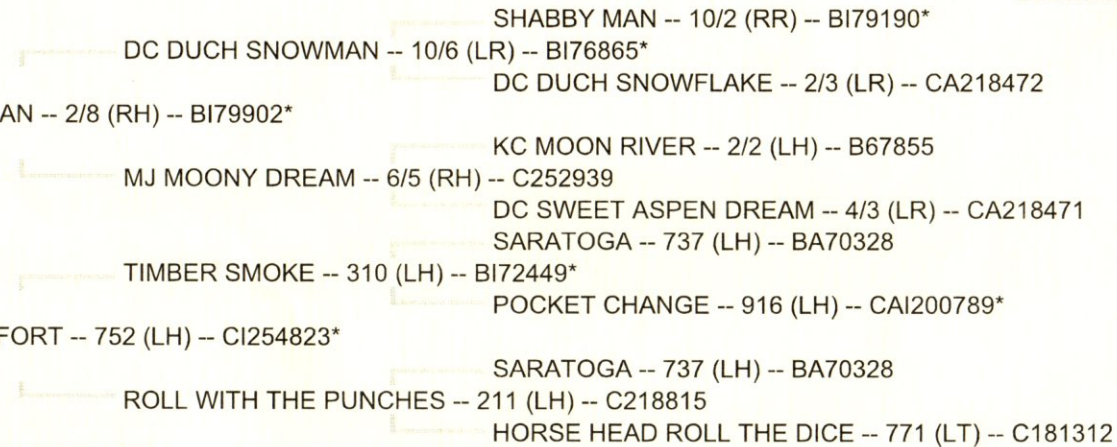 SHABBY MAN -- 10/2 (RR) -- BI79190*
DC DUCH SNOWMAN -- 10/6 (LR) -- BI76865*
DC DUCH SNOWFLAKE -- 2/3 (LR) -- CA218472
AN -- 2/8 (RH) -- BI79902*
KC MOON RIVER -- 2/2 (LH) -- B67855
MJ MOONY DREAM -- 6/5 (RH) -- C252939
DC SWEET ASPEN DREAM -- 4/3 (LR) -- CA218471
SARATOGA -- 737 (LH) -- BA70328
TIMBER SMOKE -- 310 (LH) -- BI72449*
POCKET CHANGE -- 916 (LH) -- CAI200789*
FORT -- 752 (LH) -- CI254823*
SARATOGA -- 737 (LH) -- BA70328
ROLL WITH THE PUNCHES -- 211 (LH) -- C218815
HORSE HEAD ROLL THE DICE -- 771 (LT) -- C181312